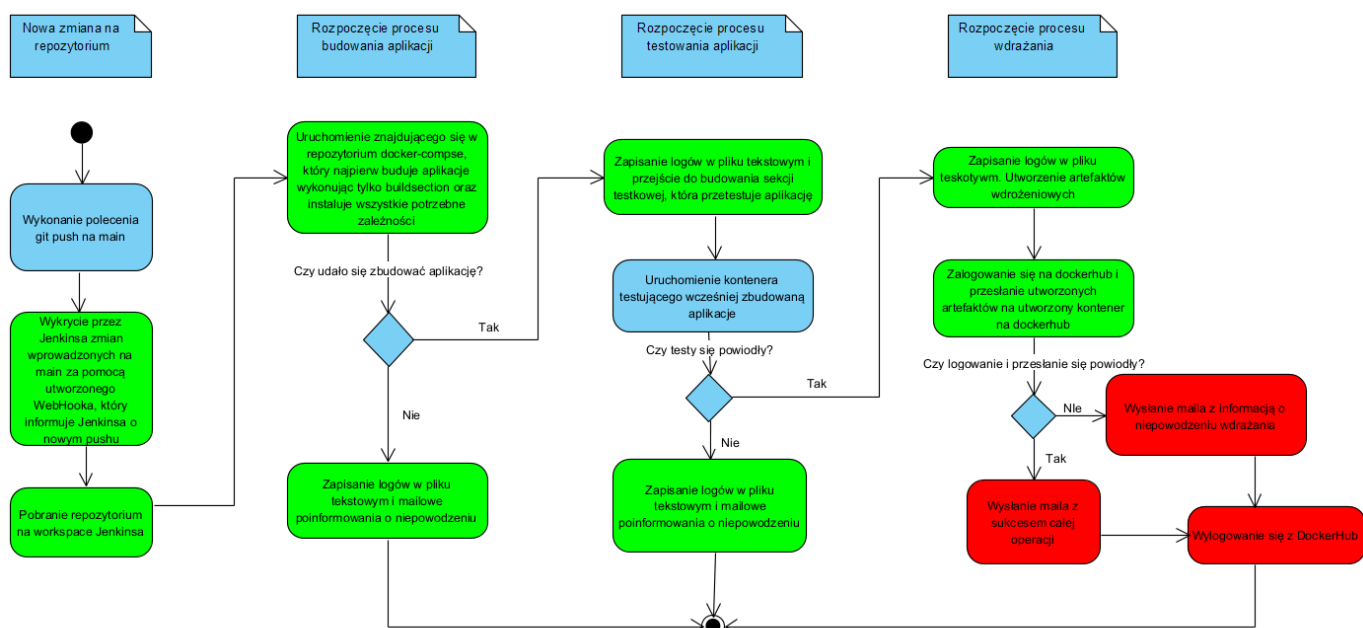 Nowa zmiana na
repozytorium
Rozpoczęcie procesu
budowania aplikacji
Rozpoczęcie procesu
testowania aplikacji
Rozpoczęcie procesu
wdrażania
Wykonanie polecenia
git push na main
Wykrycie przez
Jenkinsa zmian
wprowadzonych na
main za pomocą
utworzonego
WebHooka, który
informuje Jenkinsa o
nowym pushu
Pobranie repozytorium
na workspace Jenkinsa
Uruchomienie znajdującego się w
repozytorium docker-compse,
który najpierw buduje aplikacje
wykonując tylko buildsection oraz
instaluje wszystkie potrzebne
zależności
Czy udało się zbudować aplikację?
Tak
Nie
Zapisanie logów w pliku
tekstowym i mailowe
poinformowania o niepowodzeniu
Zapisanie logów w pliku tekstowym i
przejście do budowania sekcji
testkowej, która przetestuje aplikację
Uruchomienie kontenera
testującego wcześniej zbudowaną
aplikacje
Czy testy się powiodły?
Tak
Nie
Zapisanie logów w pliku
tekstowym i mailowe
poinformowania o niepowodzeniu
Zapisanie logów w pliku
teskotywm. Utworzenie artefaktów
wdrożeniowych
Zalogowanie się na dockerhub i
przesłanie utworzonych
artefaktów na utworzony kontener
na dockerhub
Czy logowanie i przesłanie się powiodły?
NIe
Tak
Wysłanie maila z informacją o
niepowodzeniu wdrażania
Wysłanie maila z
sukcesem całej
operacji
Wylogowanie się z DockerHub